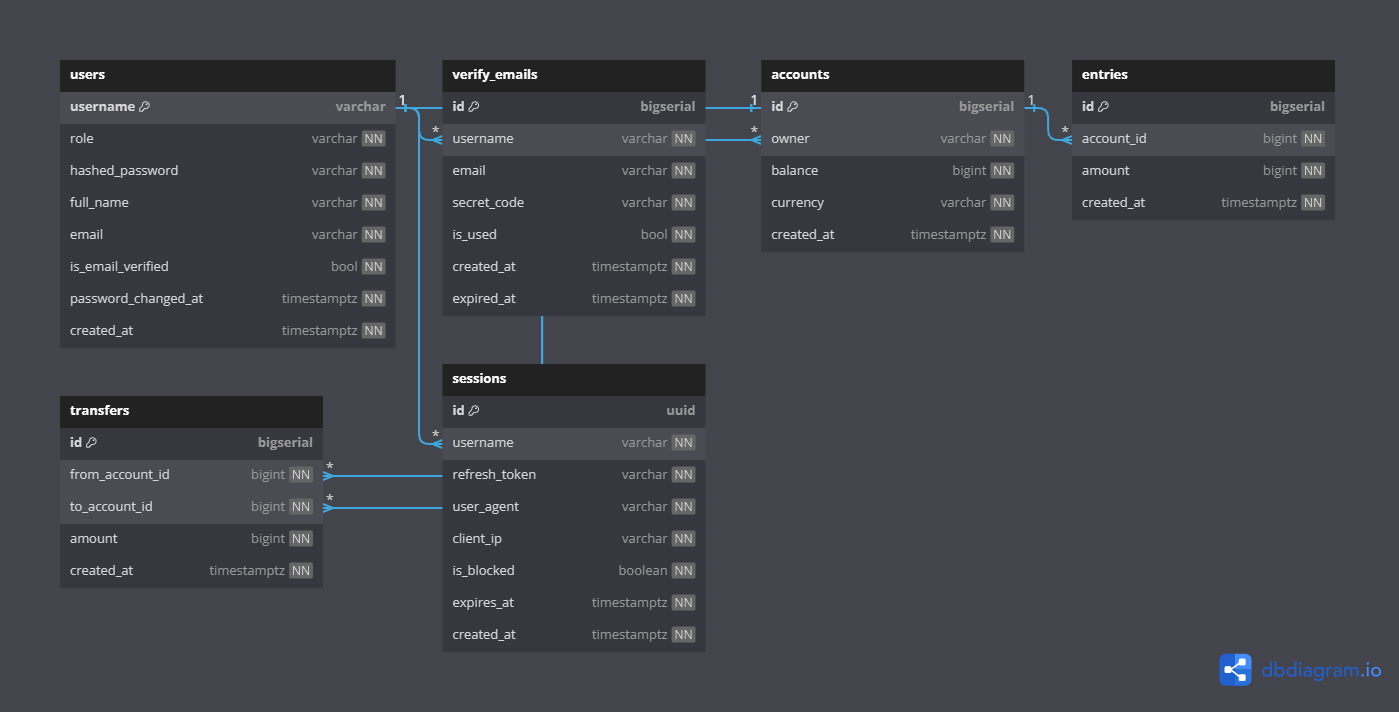 users
username varchar
role varchar NN
hashed_password varchar NN
full_name varchar NN
email varchar NN
is_email_verified bool NN
password_changed_at timestamptz NN
created_at timestamptz NN
1
verify_emails
id bigserial
* username varchar NN
email varchar NN
secret_code varchar NN
is_used bool NN
created_at timestamptz NN
expired_at timestamptz NN
accounts
1 id bigserial 1
* owner varchar NN
balance bigint NN
currency varchar NN
created_at timestamptz NN
entries
id bigserial
* account_id bigint NN
amount bigint NN
created_at timestamptz NN
transfers
id bigserial
from_account_id bigint NN *
to_account_id bigint NN *
amount bigint NN
created_at timestamptz NN
sessions
id uuid
* username varchar NN
refresh_token varchar NN
user_agent varchar NN
client_ip varchar NN
is_blocked boolean NN
expires_at timestamptz NN
created_at timestamptz NN
dbdiagram.io